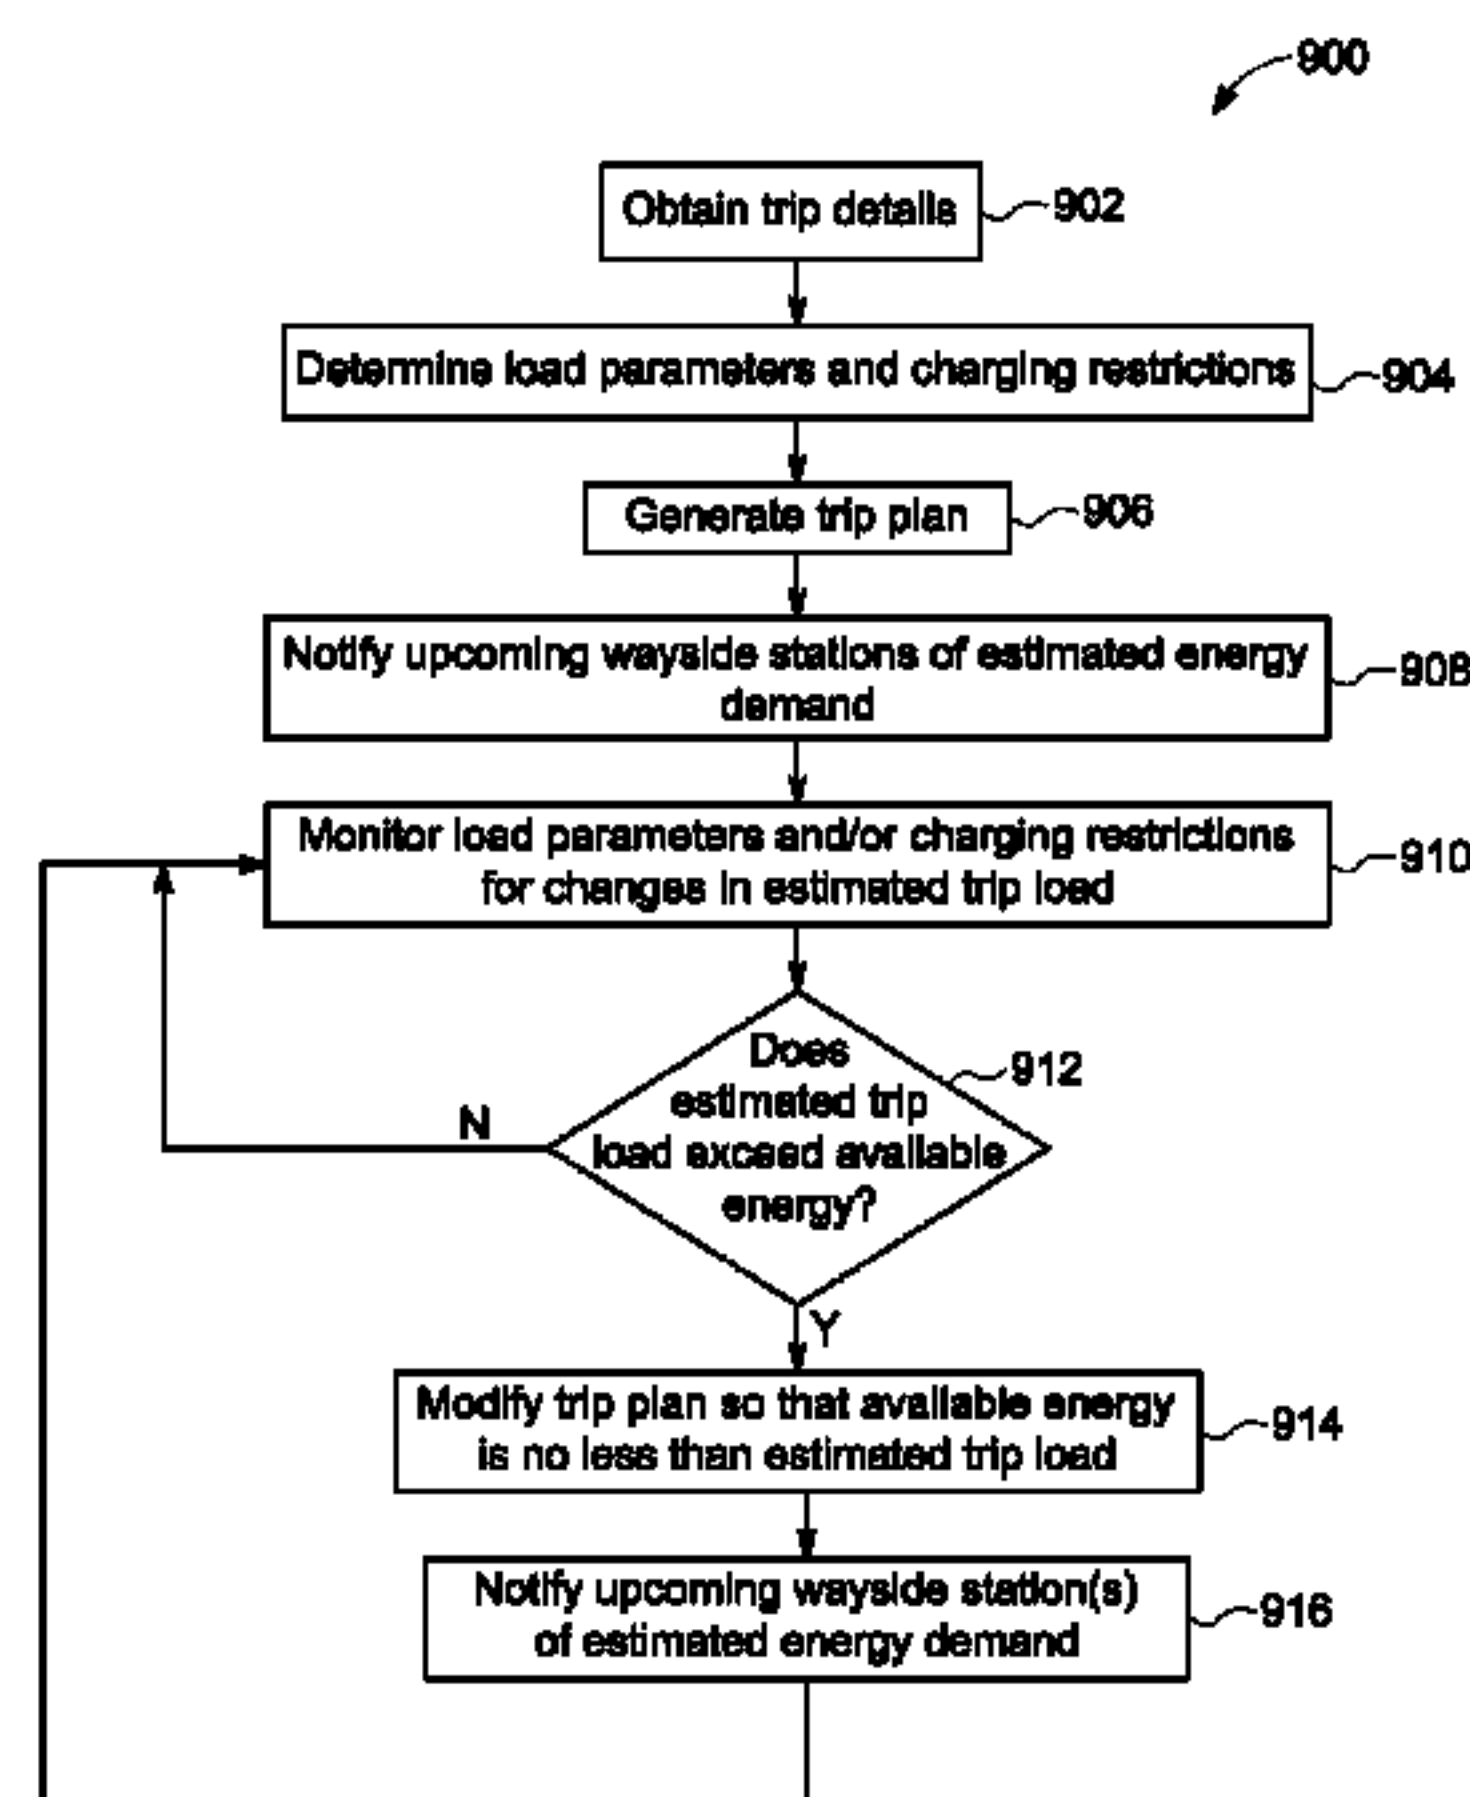 900
Obtain trip details
902
Determine load parameters and charging restrictions
904
Generate trip plan
906
Notify upcoming wayside stations of estimated energy
demand
908
Monitor load parameters and/or charging restrictions
for changes in estimated trip load
910
Does
estimated trip
load exceed available
energy?
912
N
Y
Modify trip plan so that available energy
is no less than estimated trip load
914
Notify upcoming wayside station(s)
of estimated energy demand
916